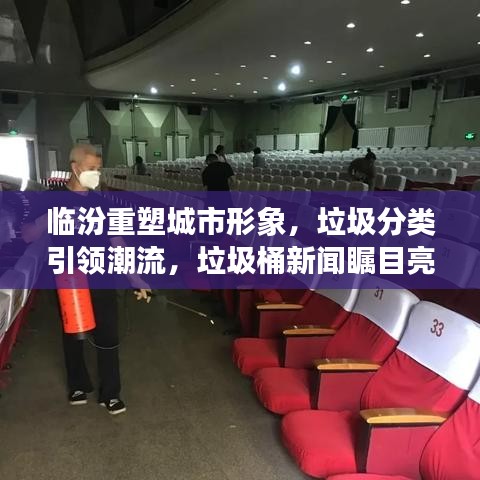 临汾重塑城市形象，垃圾分类
引领潮流，垃圾桶新闻瞩目亮
33